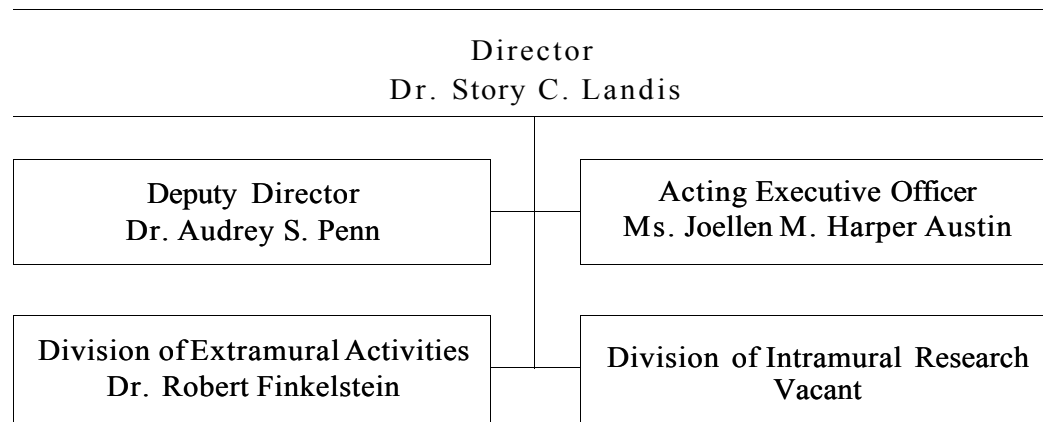 Director
Dr. Story C. Landis
Deputy Director
Dr. Audrey S. Penn
Acting Executive Officer
Ms. Joellen M. Harper Austin
Division of Extramural Activities
Dr. Robert Finkelstein
Division of Intramural Research
Vacant